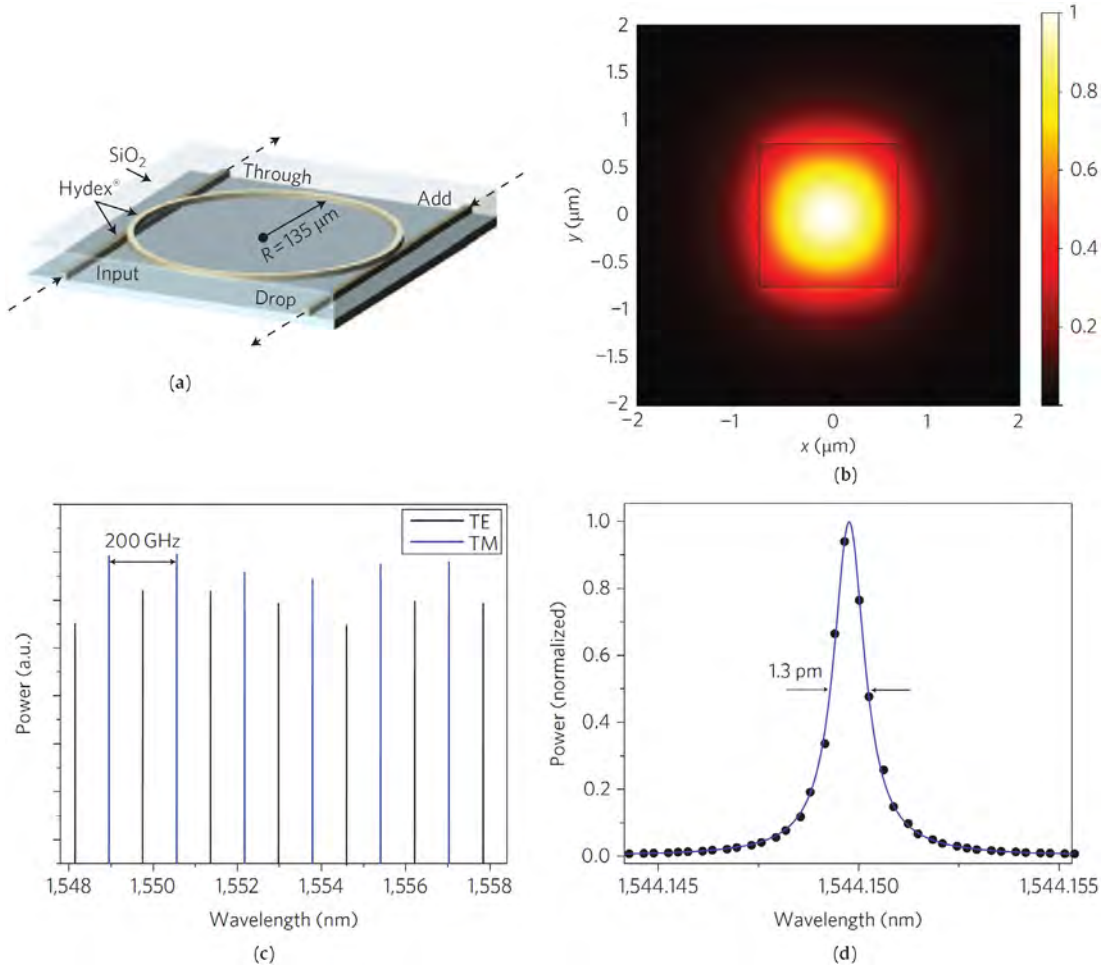 SiO₂
Hydex®
Through
Add
R = 135 μm
Input
Drop
(a)
2
1.5
1
0.5
0
−0.5
−1
−1.5
−2
−2
−1
0
1
2
y (μm)
x (μm)
1
0.8
0.6
0.4
0.2
(b)
200 GHz
TE
TM
Power (a.u.)
1,548
1,550
1,552
1,554
1,556
1,558
Wavelength (nm)
(c)
1.0
0.8
0.6
0.4
0.2
0.0
Power (normalized)
1.3 pm
1,544.145
1,544.150
1,544.155
Wavelength (nm)
(d)